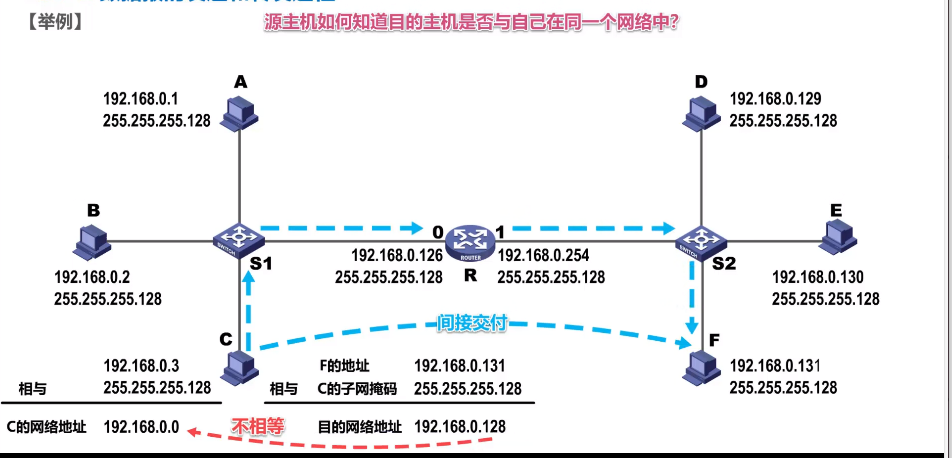 【举例】
源主机如何知道目的主机是否与自己在同一个网络中?
A
192.168.0.1
255.255.255.128
D
192.168.0.129
255.255.255.128
B
192.168.0.2
255.255.255.128
SWITCH
S1
0
1
ROUTER
R
192.168.0.126
255.255.255.128
192.168.0.254
255.255.255.128
SWITCH
S2
E
192.168.0.130
255.255.255.128
间接交付
C
192.168.0.3
相与 255.255.255.128
C的网络地址 192.168.0.0
F的地址 192.168.0.131
相与 C的子网掩码 255.255.255.128
目的网络地址 192.168.0.128
不相等
F
192.168.0.131
255.255.255.128